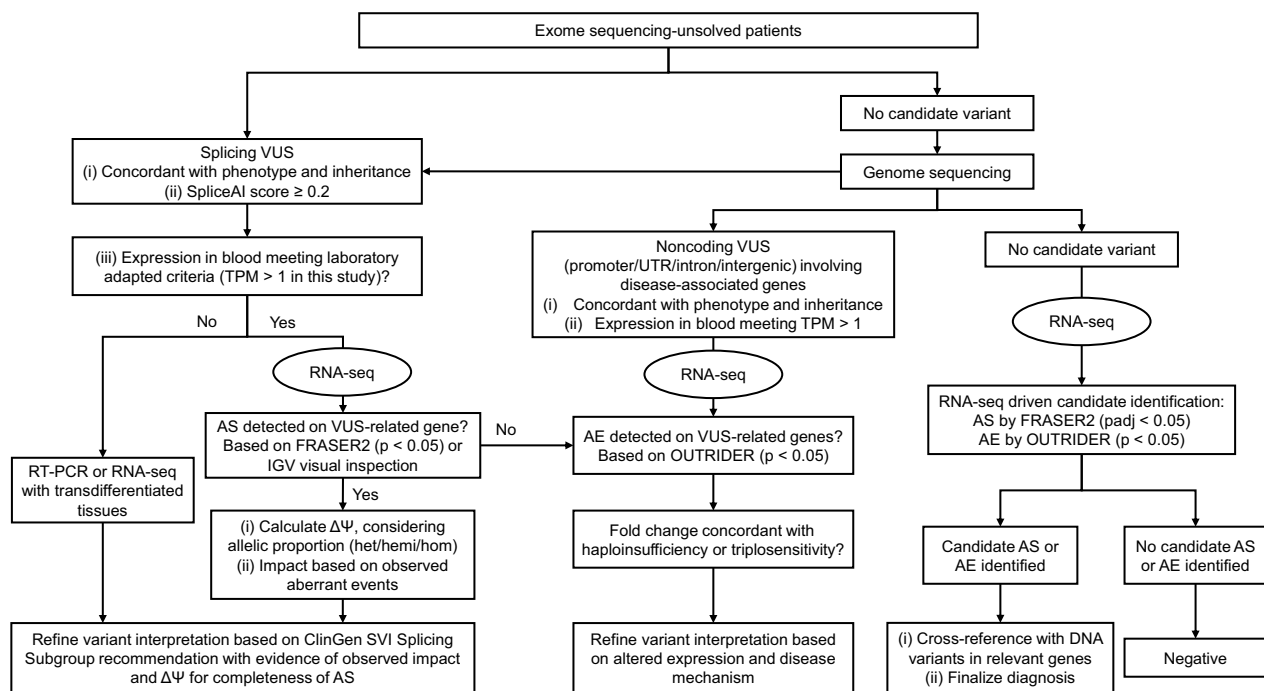 Exome sequencing-unsolved patients
No candidate variant
Splicing VUS
(i) Concordant with phenotype and inheritance
(ii) SpliceAI score ≥ 0.2
Genome sequencing
(iii) Expression in blood meeting laboratory
adapted criteria (TPM > 1 in this study)?
Noncoding VUS
(promoter/UTR/intron/intergenic) involving
disease-associated genes
(i) Concordant with phenotype and inheritance
(ii) Expression in blood meeting TPM > 1
No candidate variant
No
Yes
RNA-seq
RNA-seq
RNA-seq
AS detected on VUS-related gene?
Based on FRASER2 (p < 0.05) or
IGV visual inspection
No
AE detected on VUS-related genes?
Based on OUTRIDER (p < 0.05)
RNA-seq driven candidate identification:
AS by FRASER2 (padj < 0.05)
AE by OUTRIDER (p < 0.05)
RT-PCR or RNA-seq
with transdifferentiated
tissues
Yes
(i) Calculate ΔΨ, considering
allelic proportion (het/hemi/hom)
(ii) Impact based on observed
aberrant events
Fold change concordant with
haploinsufficiency or triplosensitivity?
Candidate AS or
AE identified
No candidate AS
or AE identified
Refine variant interpretation based on ClinGen SVI Splicing
Subgroup recommendation with evidence of observed impact
and ΔΨ for completeness of AS
Refine variant interpretation based
on altered expression and disease
mechanism
(i) Cross-reference with DNA
variants in relevant genes
(ii) Finalize diagnosis
Negative